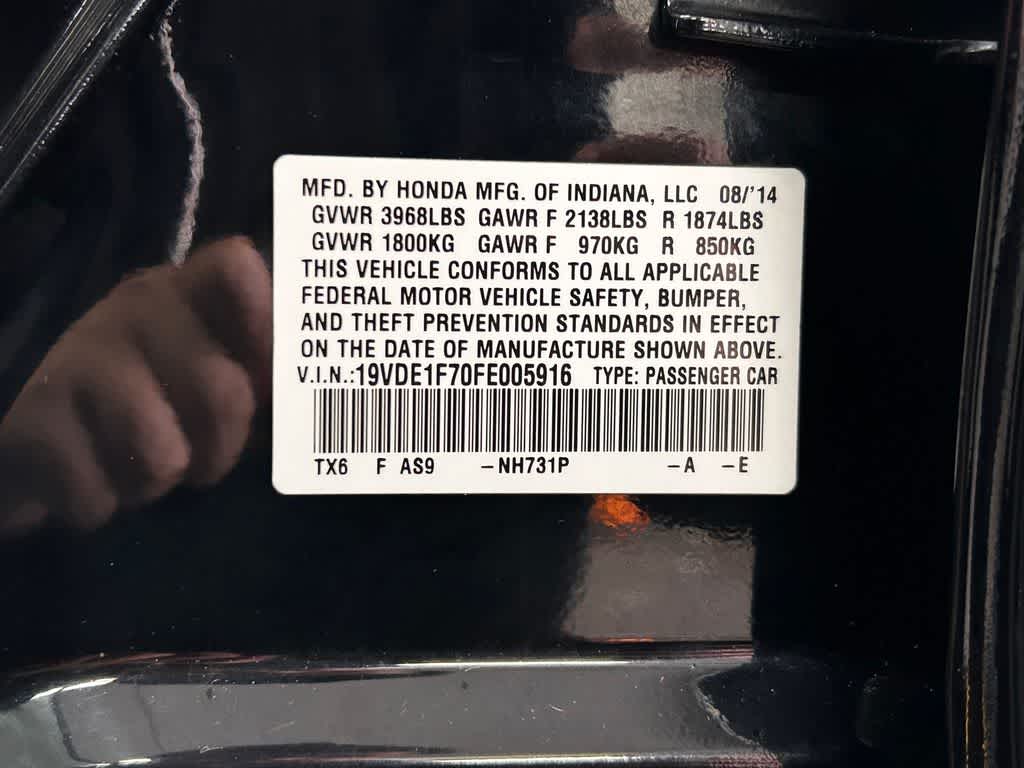 MFD. BY HONDA MFG. OF INDIANA, LLC 08/'14
GVWR 3968LBS GAWR F 2138LBS R 1874LBS
GVWR 1800KG GAWR F 970KG R 850KG
THIS VEHICLE CONFORMS TO ALL APPLICABLE
FEDERAL MOTOR VEHICLE SAFETY, BUMPER,
AND THEFT PREVENTION STANDARDS IN EFFECT
ON THE DATE OF MANUFACTURE SHOWN ABOVE.
V.I.N.:19VDE1F70FE005916 TYPE: PASSENGER CAR
TX6 F AS9 -NH731P -A -E